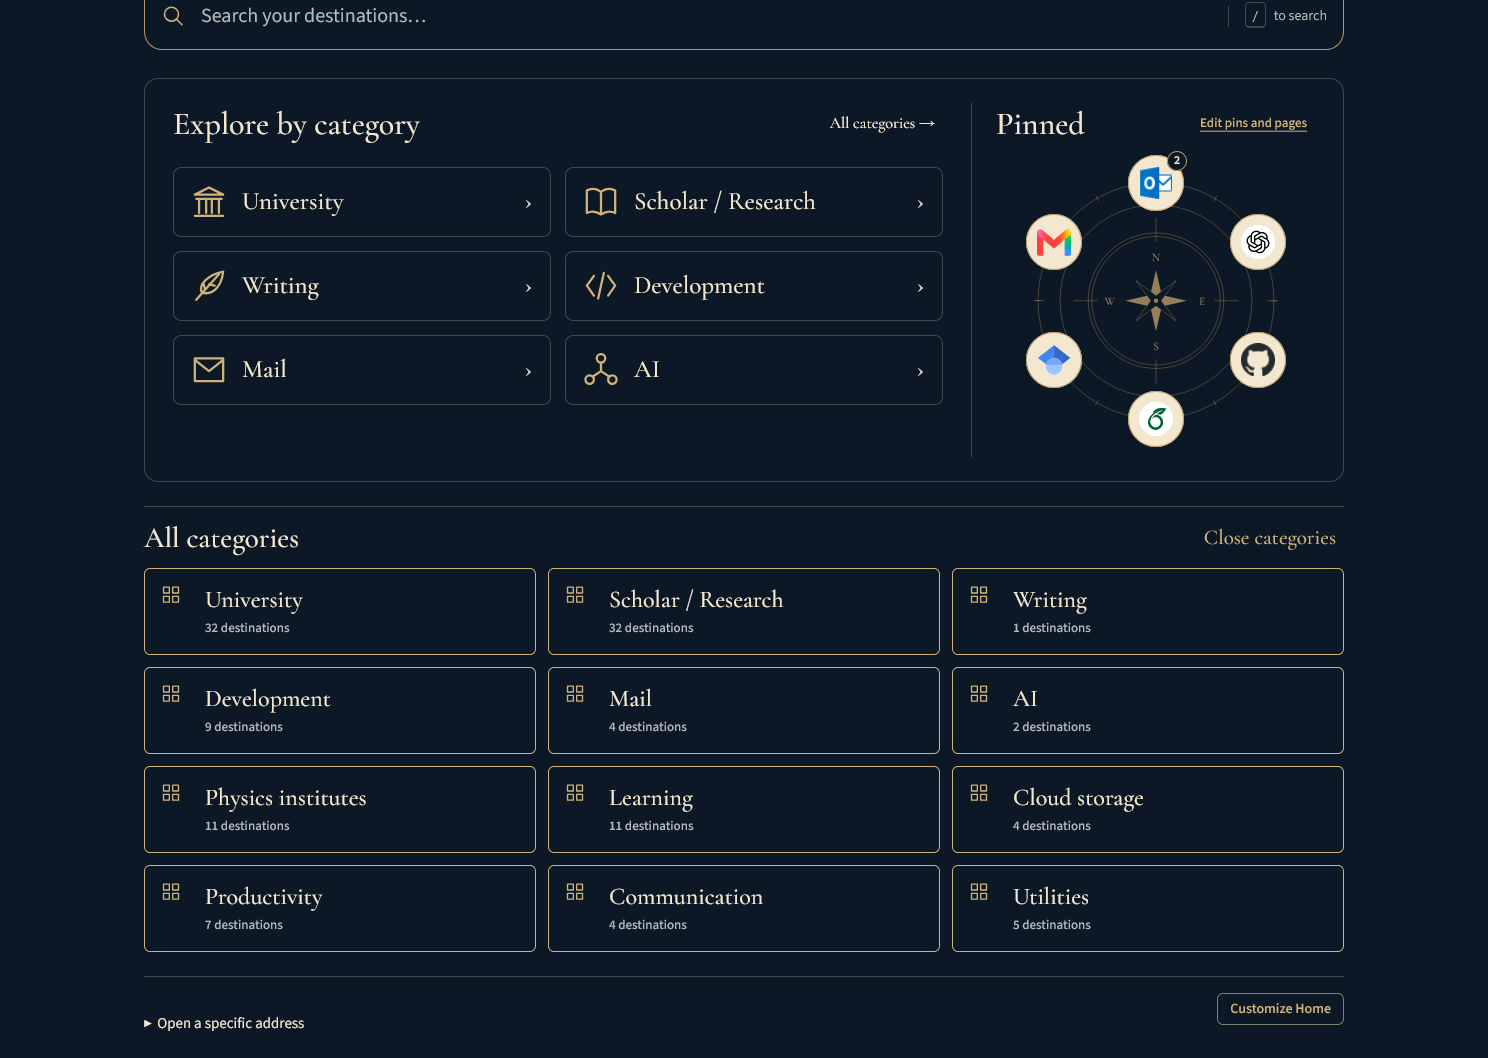 Search your destinations…
/ to search
Explore by category
All categories →
University ›
Scholar / Research ›
Writing ›
Development ›
Mail ›
AI ›
Pinned
Edit pins and pages
2
N
W
E
S
All categories
Close categories
University
32 destinations
Scholar / Research
32 destinations
Writing
1 destinations
Development
9 destinations
Mail
4 destinations
AI
2 destinations
Physics institutes
11 destinations
Learning
11 destinations
Cloud storage
4 destinations
Productivity
7 destinations
Communication
4 destinations
Utilities
5 destinations
▸ Open a specific address
Customize Home